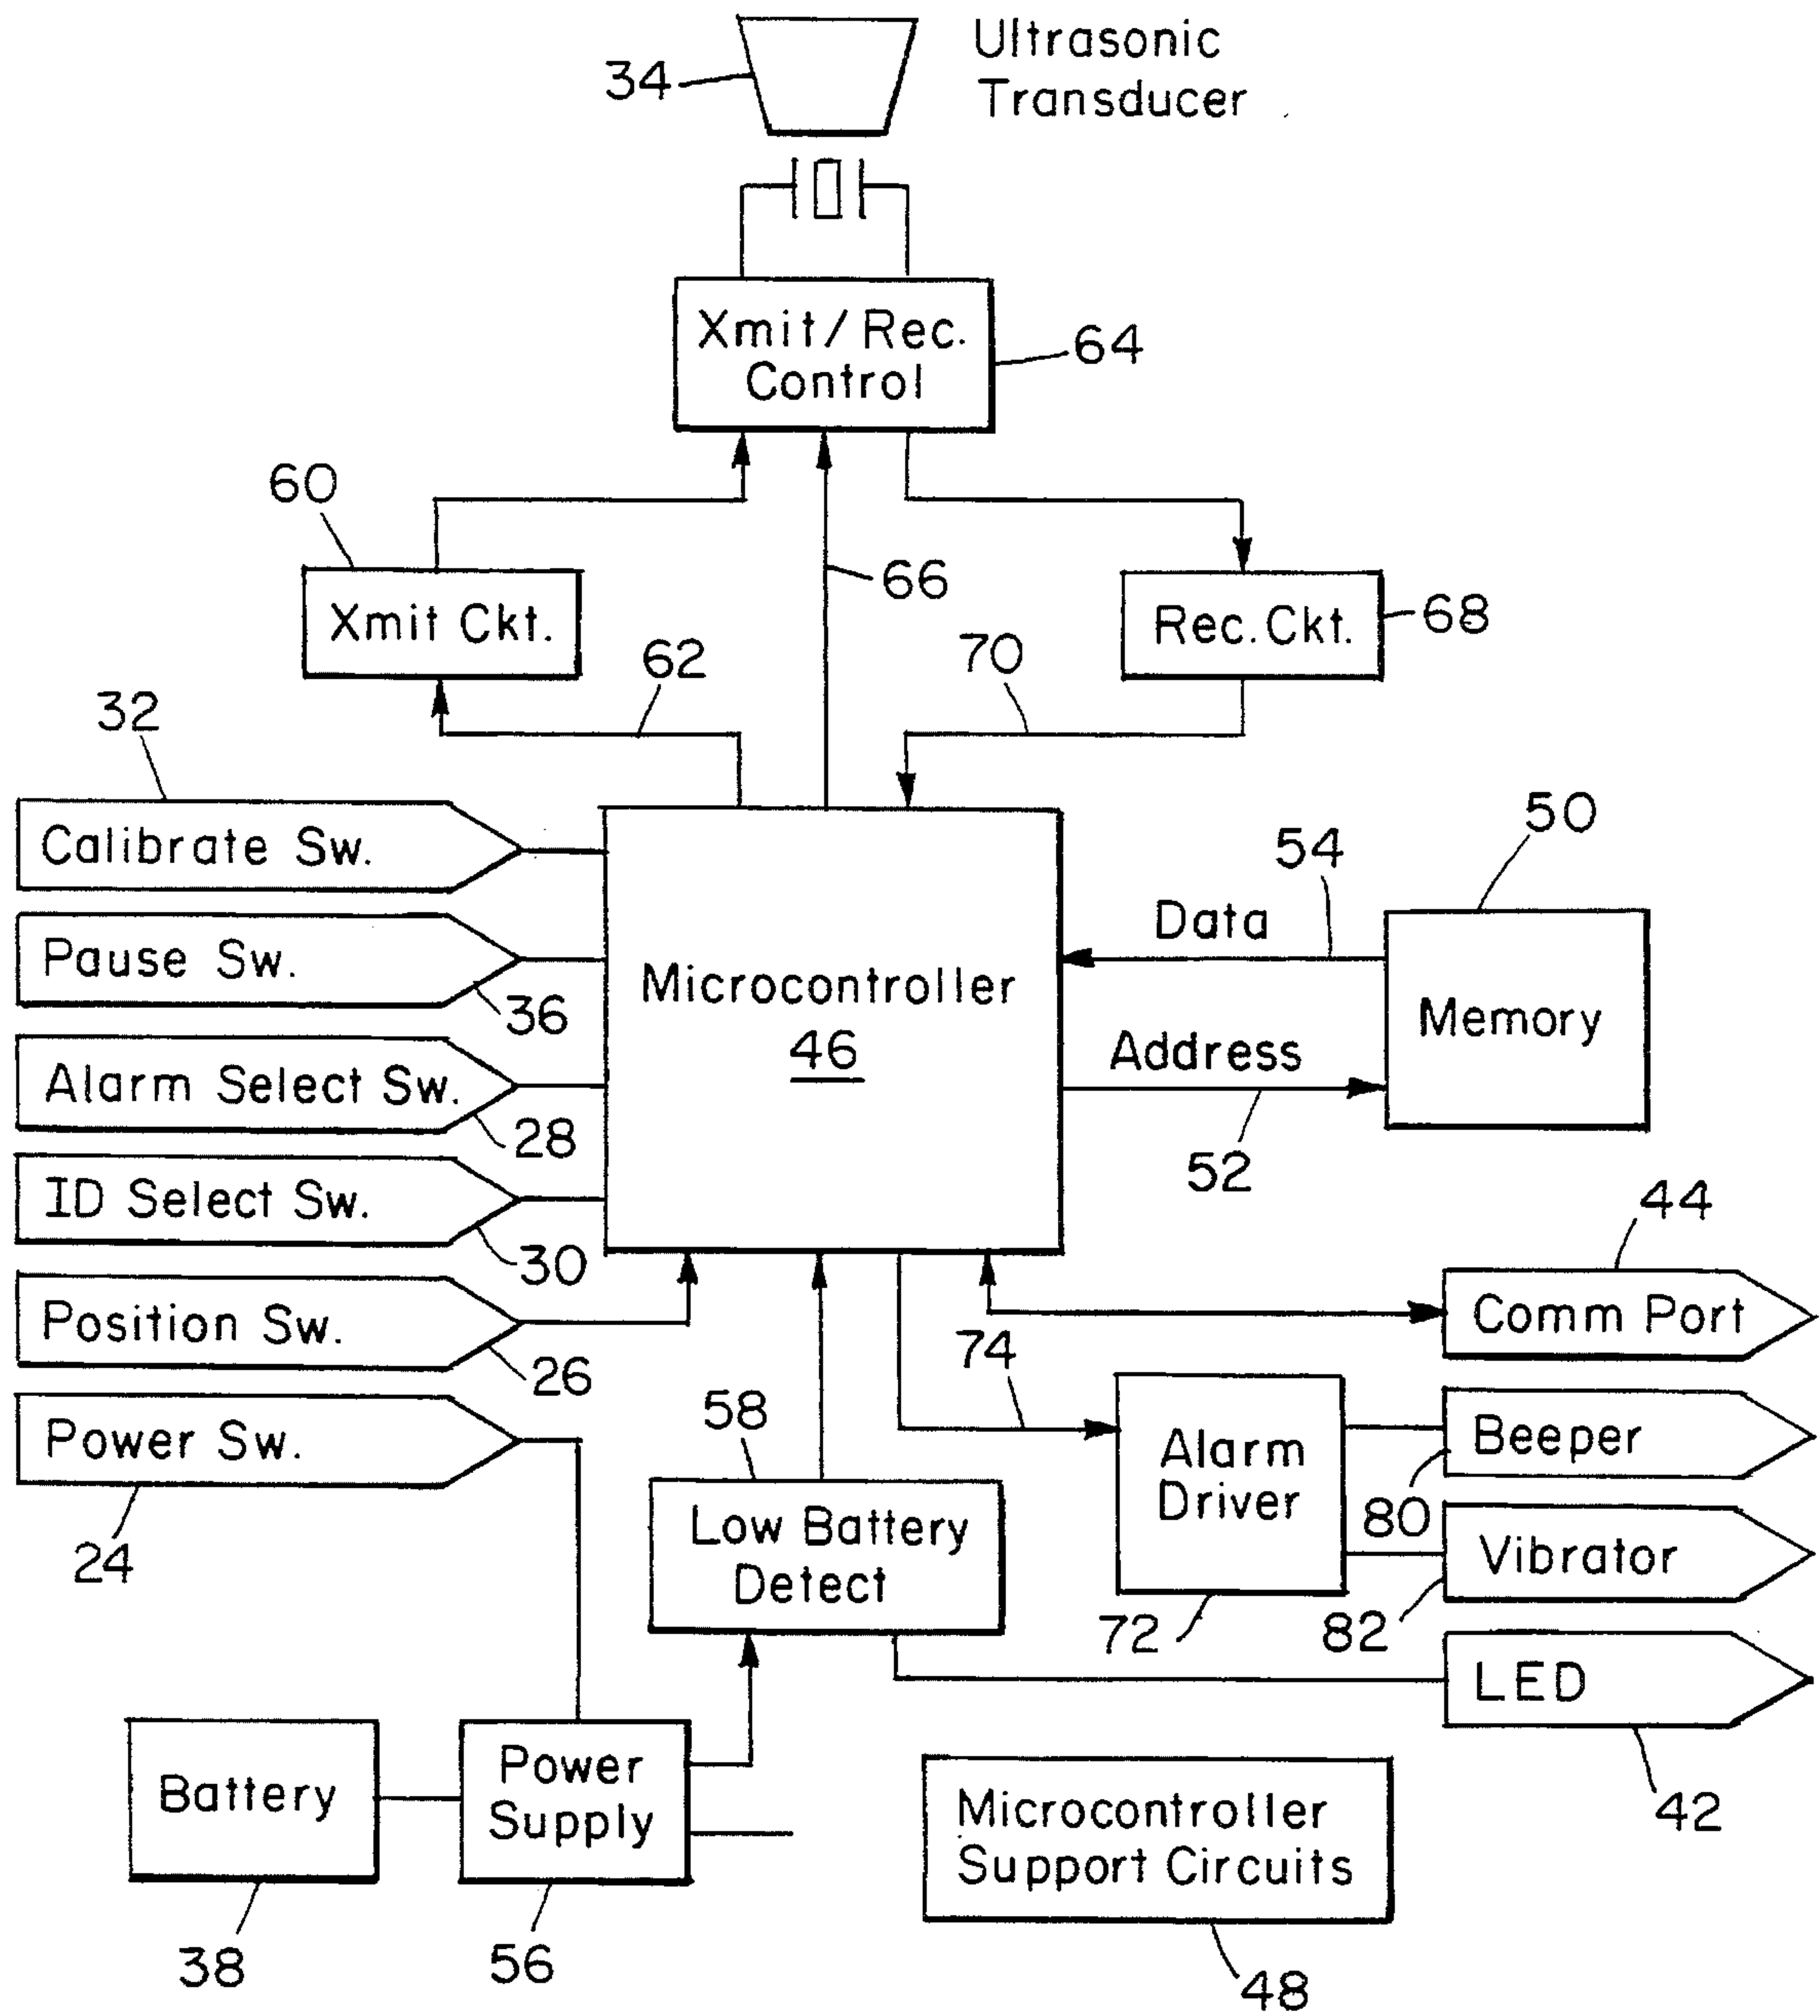 Ultrasonic
Transducer
34
Xmit/Rec.
Control
64
60
Xmit Ckt.
66
Rec. Ckt.
68
62
70
32
Calibrate Sw.
Pause Sw.
36
Alarm Select Sw.
28
ID Select Sw.
30
Position Sw.
26
Power Sw.
24
Microcontroller
46
50
54
Data
Memory
Address
52
44
Comm Port
74
Beeper
80
Alarm
Driver
72
Vibrator
82
58
Low Battery
Detect
LED
42
Battery
38
Power
Supply
56
Microcontroller
Support Circuits
48